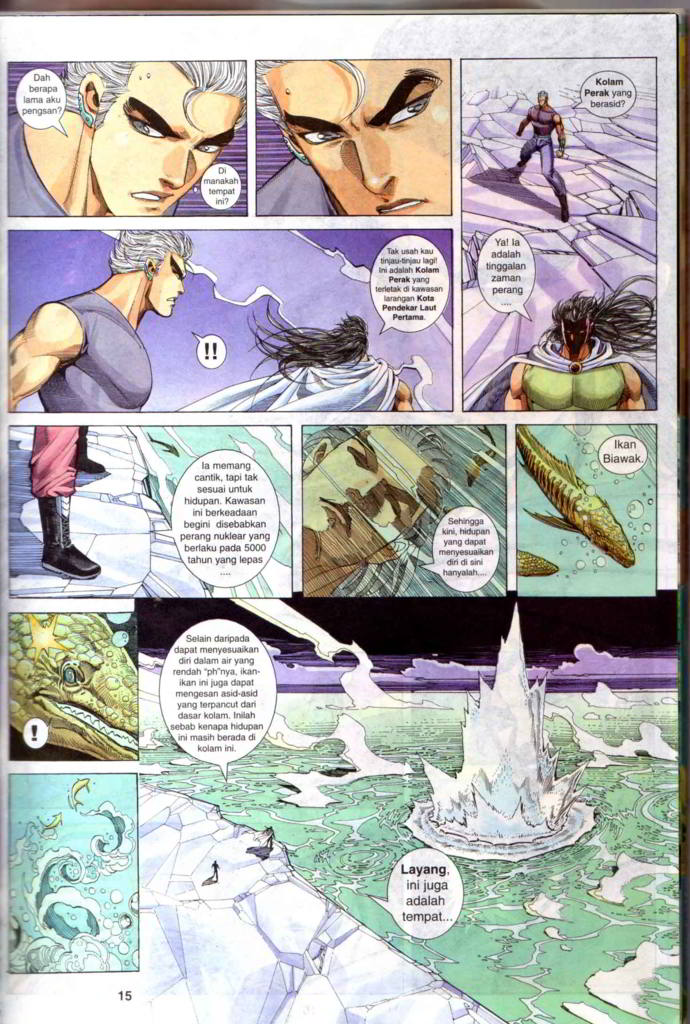 Dah
berapa
lama aku
pengsan?
Di
manakah
tempat
ini?
Kolam
Perak yang
berasid?
Ya! Ia
adalah
tinggalan
zaman
perang
....
Tak usah kau
tinjau-tinjau lagi!
Ini adalah Kolam
Perak yang
terletak di kawasan
larangan Kota
Pendekar Laut
Pertama.
!!
Ia memang
cantik, tapi tak
sesuai untuk
hidupan. Kawasan
ini berkeadaan
begini disebabkan
perang nuklear yang
berlaku pada 5000
tahun yang lepas
....
Sehingga
kini, hidupan
yang dapat
menyesuaikan
diri di sini
hanyalah....
Ikan
Biawak.
!
Selain daripada
dapat menyesuaikan
diri dalam air yang
rendah "ph"nya, ikan-
ikan ini juga dapat
mengesan asid-asid
yang terpancut dari
dasar kolam. Inilah
sebab kenapa hidupan
ini masih berada di
kolam ini.
Layang,
ini juga
adalah
tempat...
15